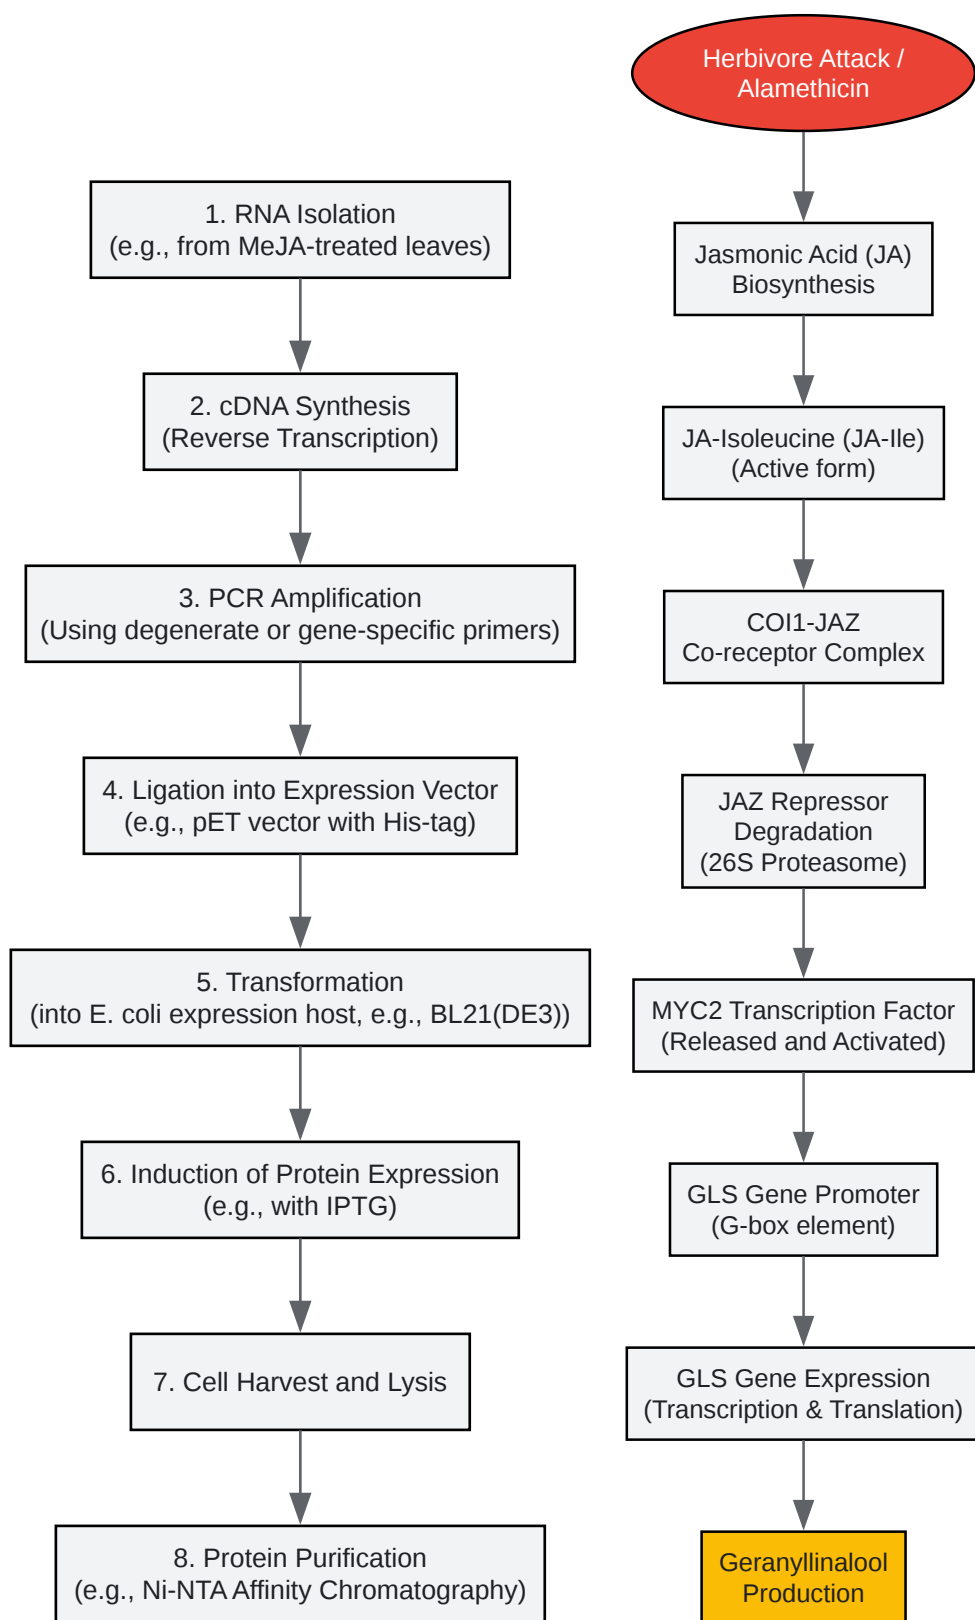 1. RNA Isolation
(e.g., from MeJA-treated leaves)
2. cDNA Synthesis
(Reverse Transcription)
3. PCR Amplification
(Using degenerate or gene-specific primers)
4. Ligation into Expression Vector
(e.g., pET vector with His-tag)
5. Transformation
(into E. coli expression host, e.g., BL21(DE3))
6. Induction of Protein Expression
(e.g., with IPTG)
7. Cell Harvest and Lysis
8. Protein Purification
(e.g., Ni-NTA Affinity Chromatography)
Herbivore Attack /
Alamethicin
Jasmonic Acid (JA)
Biosynthesis
JA-Isoleucine (JA-Ile)
(Active form)
COI1-JAZ
Co-receptor Complex
JAZ Repressor
Degradation
(26S Proteasome)
MYC2 Transcription Factor
(Released and Activated)
GLS Gene Promoter
(G-box element)
GLS Gene Expression
(Transcription & Translation)
Geranyllinalool
Production